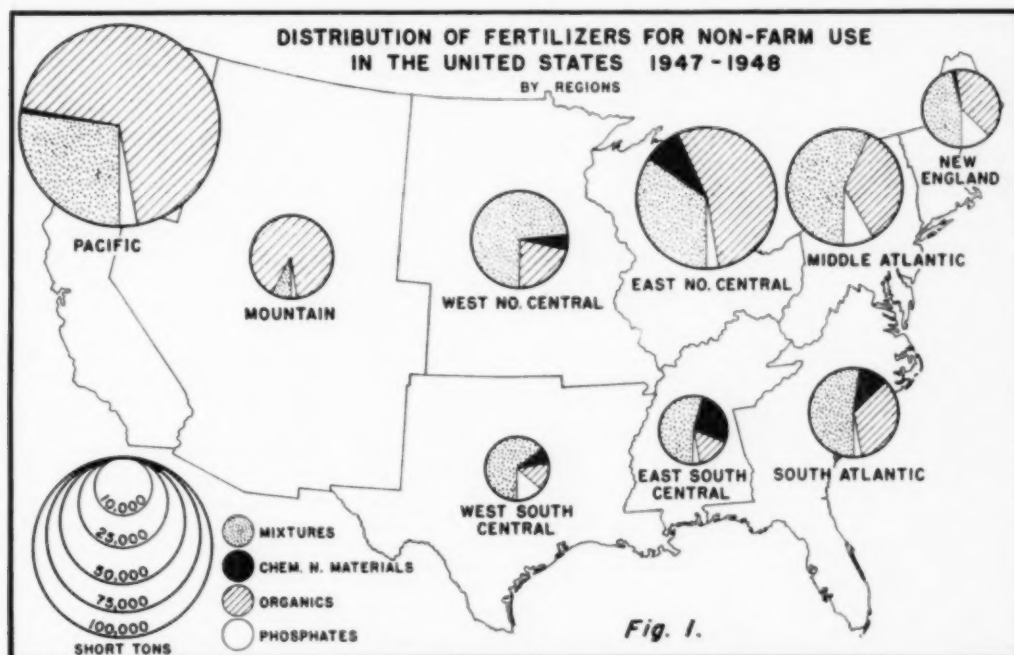 DISTRIBUTION OF FERTILIZERS FOR NON-FARM USE
IN THE UNITED STATES 1947-1948
BY REGIONS
PACIFIC
MOUNTAIN
WEST NO. CENTRAL
EAST NO. CENTRAL
MIDDLE ATLANTIC
NEW
ENGLAND
WEST SOUTH
CENTRAL
EAST SOUTH
CENTRAL
SOUTH ATLANTIC
10,000
25,000
50,000
75,000
100,000
SHORT TONS
MIXTURES
CHEM. N. MATERIALS
ORGANICS
PHOSPHATES
Fig. 1.